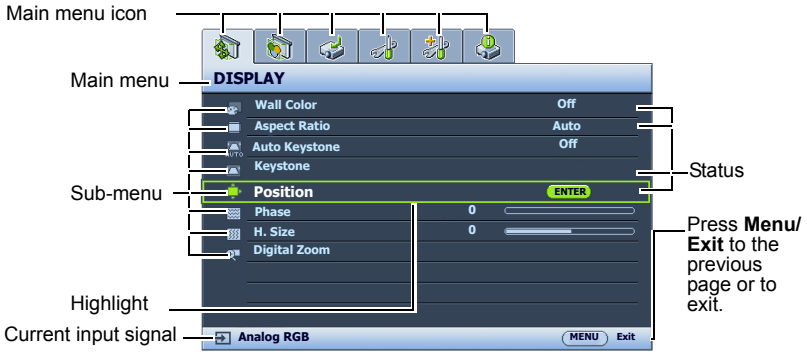 Main menu icon
Main menu
DISPLAY
Wall Color Off
Aspect Ratio Auto
AUTO Auto Keystone Off
Keystone
Status
Sub-menu
Position ENTER
Phase 0
H. Size 0
Digital Zoom
Press Menu/
Exit to the
previous
page or to
exit.
Highlight
Current input signal
Analog RGB MENU Exit